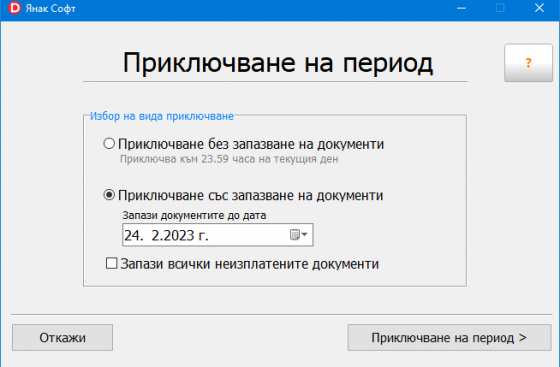 D Янак Софт
Приключване на период
?
Избор на вида приключване
Приключване без запазване на документи
Приключва към 23.59 часа на текущия ден
Приключване със запазване на документи
Запази документите до дата
24. 2.2023 г.
Запази всички неизплатените документи
Откажи
Приключване на период >